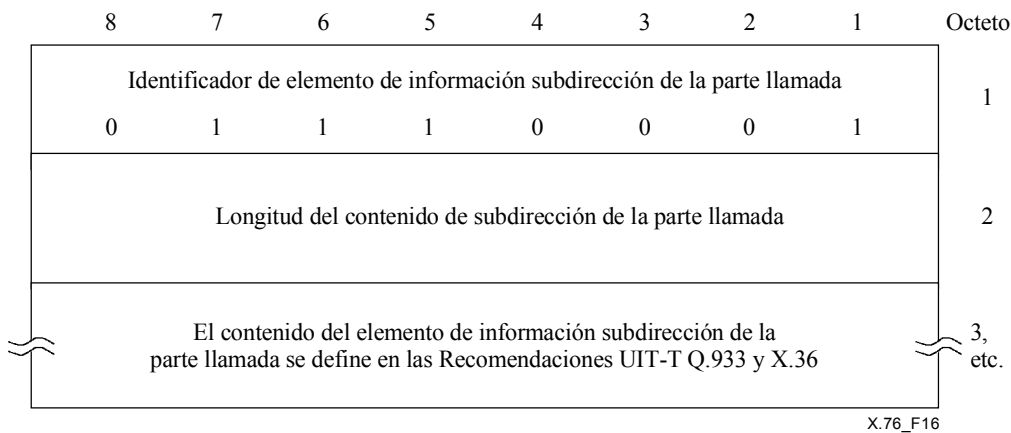 8 7 6 5 4 3 2 1 Octeto
Identificador de elemento de información subdirección de la parte llamada
0 1 1 1 0 0 0 1
1
Longitud del contenido de subdirección de la parte llamada
2
El contenido del elemento de información subdirección de la
parte llamada se define en las Recomendaciones UIT-T Q.933 y X.36
3,
etc.
X.76_F16